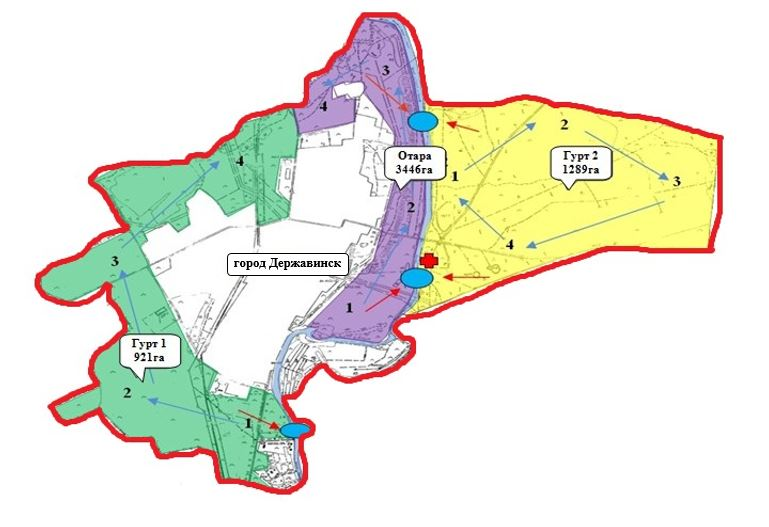 3
4
2
Отара
3446га
Гурт 2
1289га
1
3
4
2
3
4
город Державинск
1
Гурт 1
921га
2
1